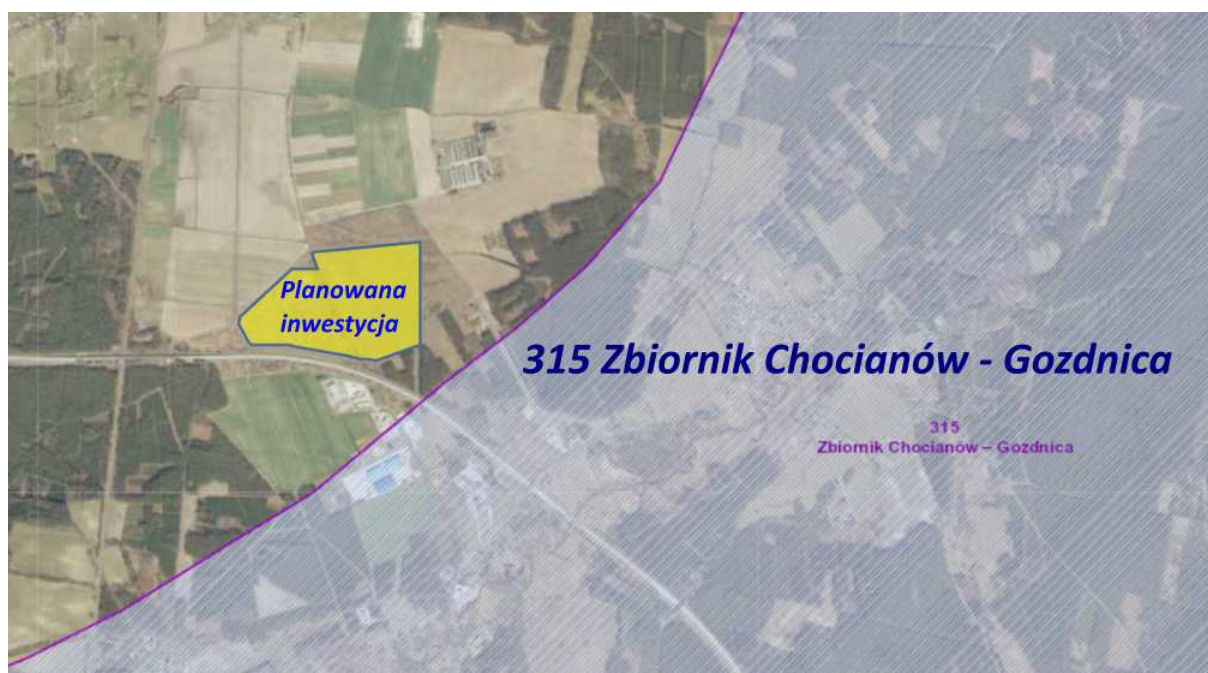 Planowana
inwestycja
315 Zbiornik Chocianów - Gozdnica
315
Zbiornik Chocianów – Gozdnica